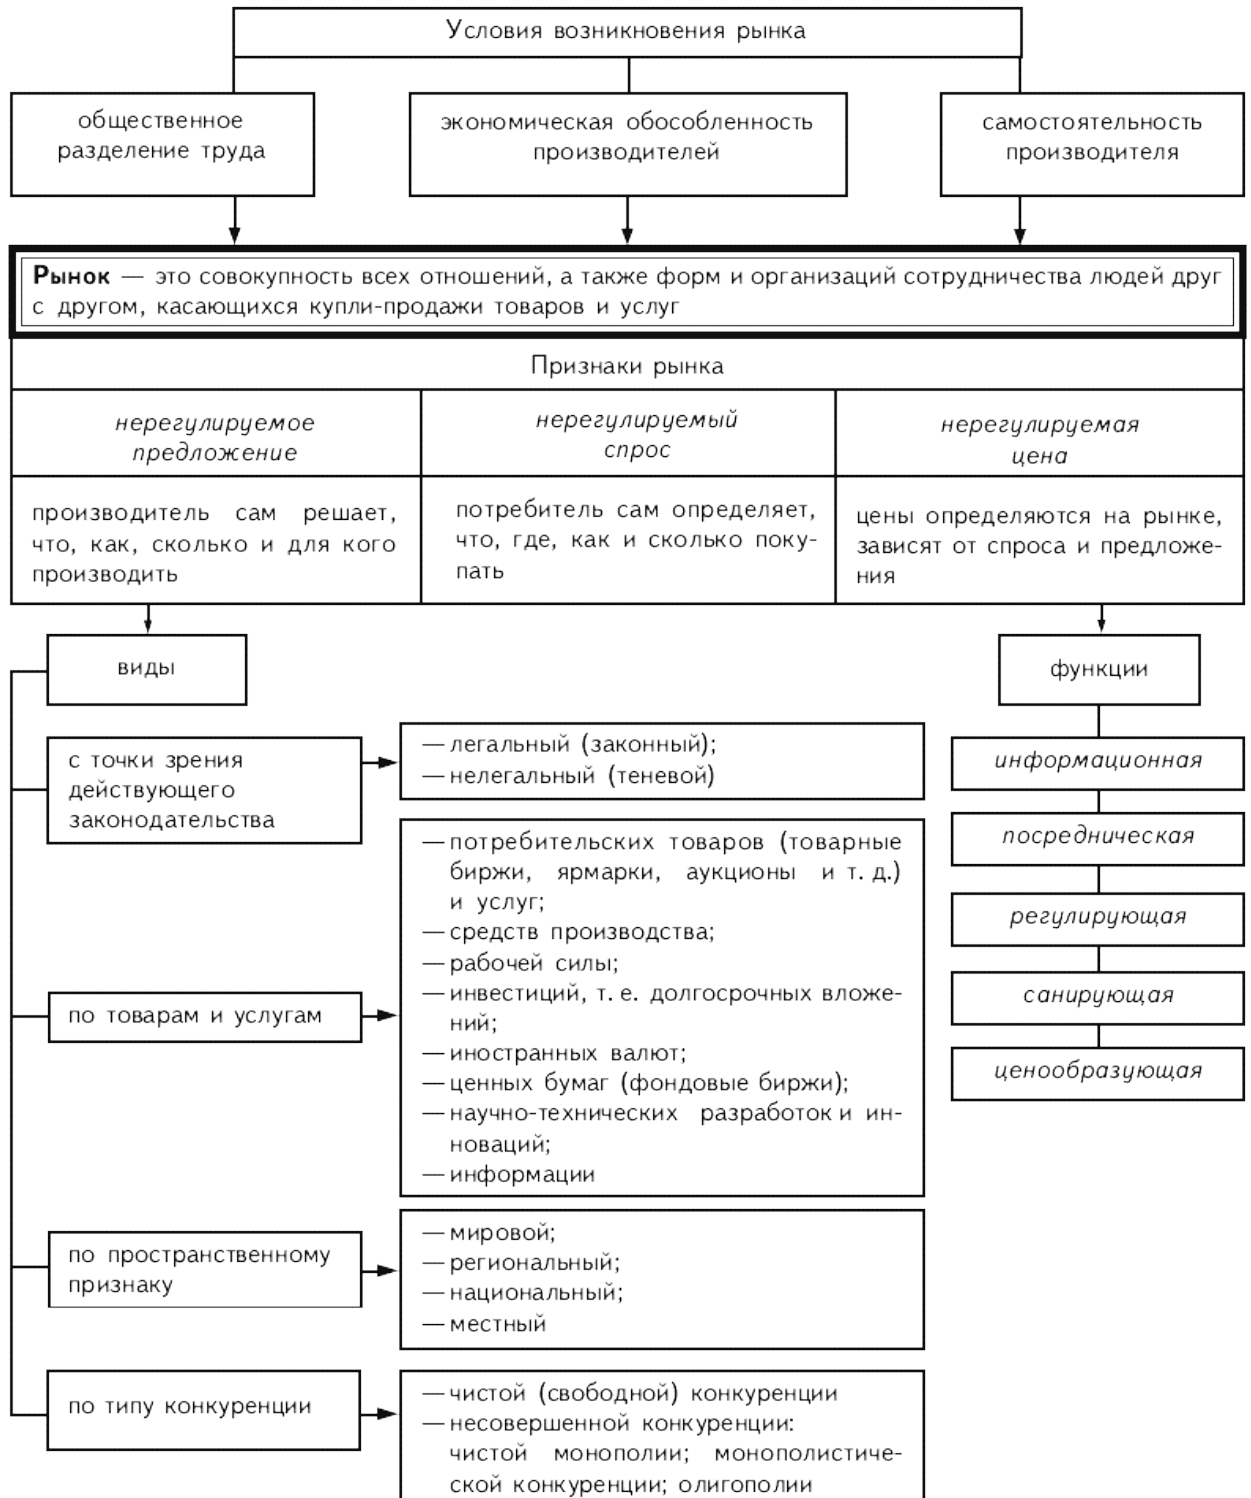 Условия возникновения рынка
общественное
разделение труда
экономическая обособленность
производителей
самостоятельность
производителя
Рынок — это совокупность всех отношений, а также форм и организаций сотрудничества людей друг
с другом, касающихся купли-продажи товаров и услуг
Признаки рынка
нерегулируемое
предложение
нерегулируемый
спрос
нерегулируемая
цена
производитель сам решает,
что, как, сколько и для кого
производить
потребитель сам определяет,
что, где, как и сколько поку-
пать
цены определяются на рынке,
зависят от спроса и предложе-
ния
виды
с точки зрения
действующего
законодательства
— легальный (законный);
— нелегальный (теневой)
по товарам и услугам
— потребительских товаров (товарные
биржи, ярмарки, аукционы и т. д.)
и услуг;
— средств производства;
— рабочей силы;
— инвестиций, т. е. долгосрочных вложе-
ний;
— иностранных валют;
— ценных бумаг (фондовые биржи);
— научно-технических разработок и ин-
новаций;
— информации
по пространственному
признаку
— мировой;
— региональный;
— национальный;
— местный
по типу конкуренции
— чистой (свободной) конкуренции
— несовершенной конкуренции:
чистой монополии; монополистиче-
ской конкуренции; олигополии
функции
информационная
посредническая
регулирующая
санирующая
ценообразующая